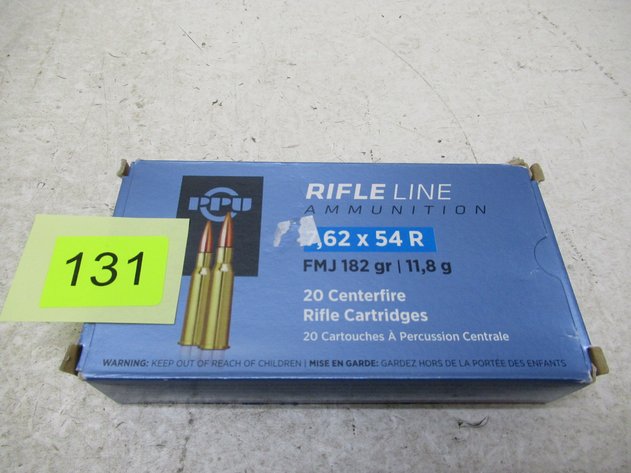 PPU
RIFLE LINE
AMMUNITION
,62 x 54 R
FMJ 182 gr | 11,8 g
20 Centerfire
Rifle Cartridges
20 Cartouches À Percussion Centrale
WARNING: KEEP OUT OF REACH OF CHILDREN | MISE EN GARDE: GARDEZ HORS DE LA PORTÉE DES ENFANTS
131